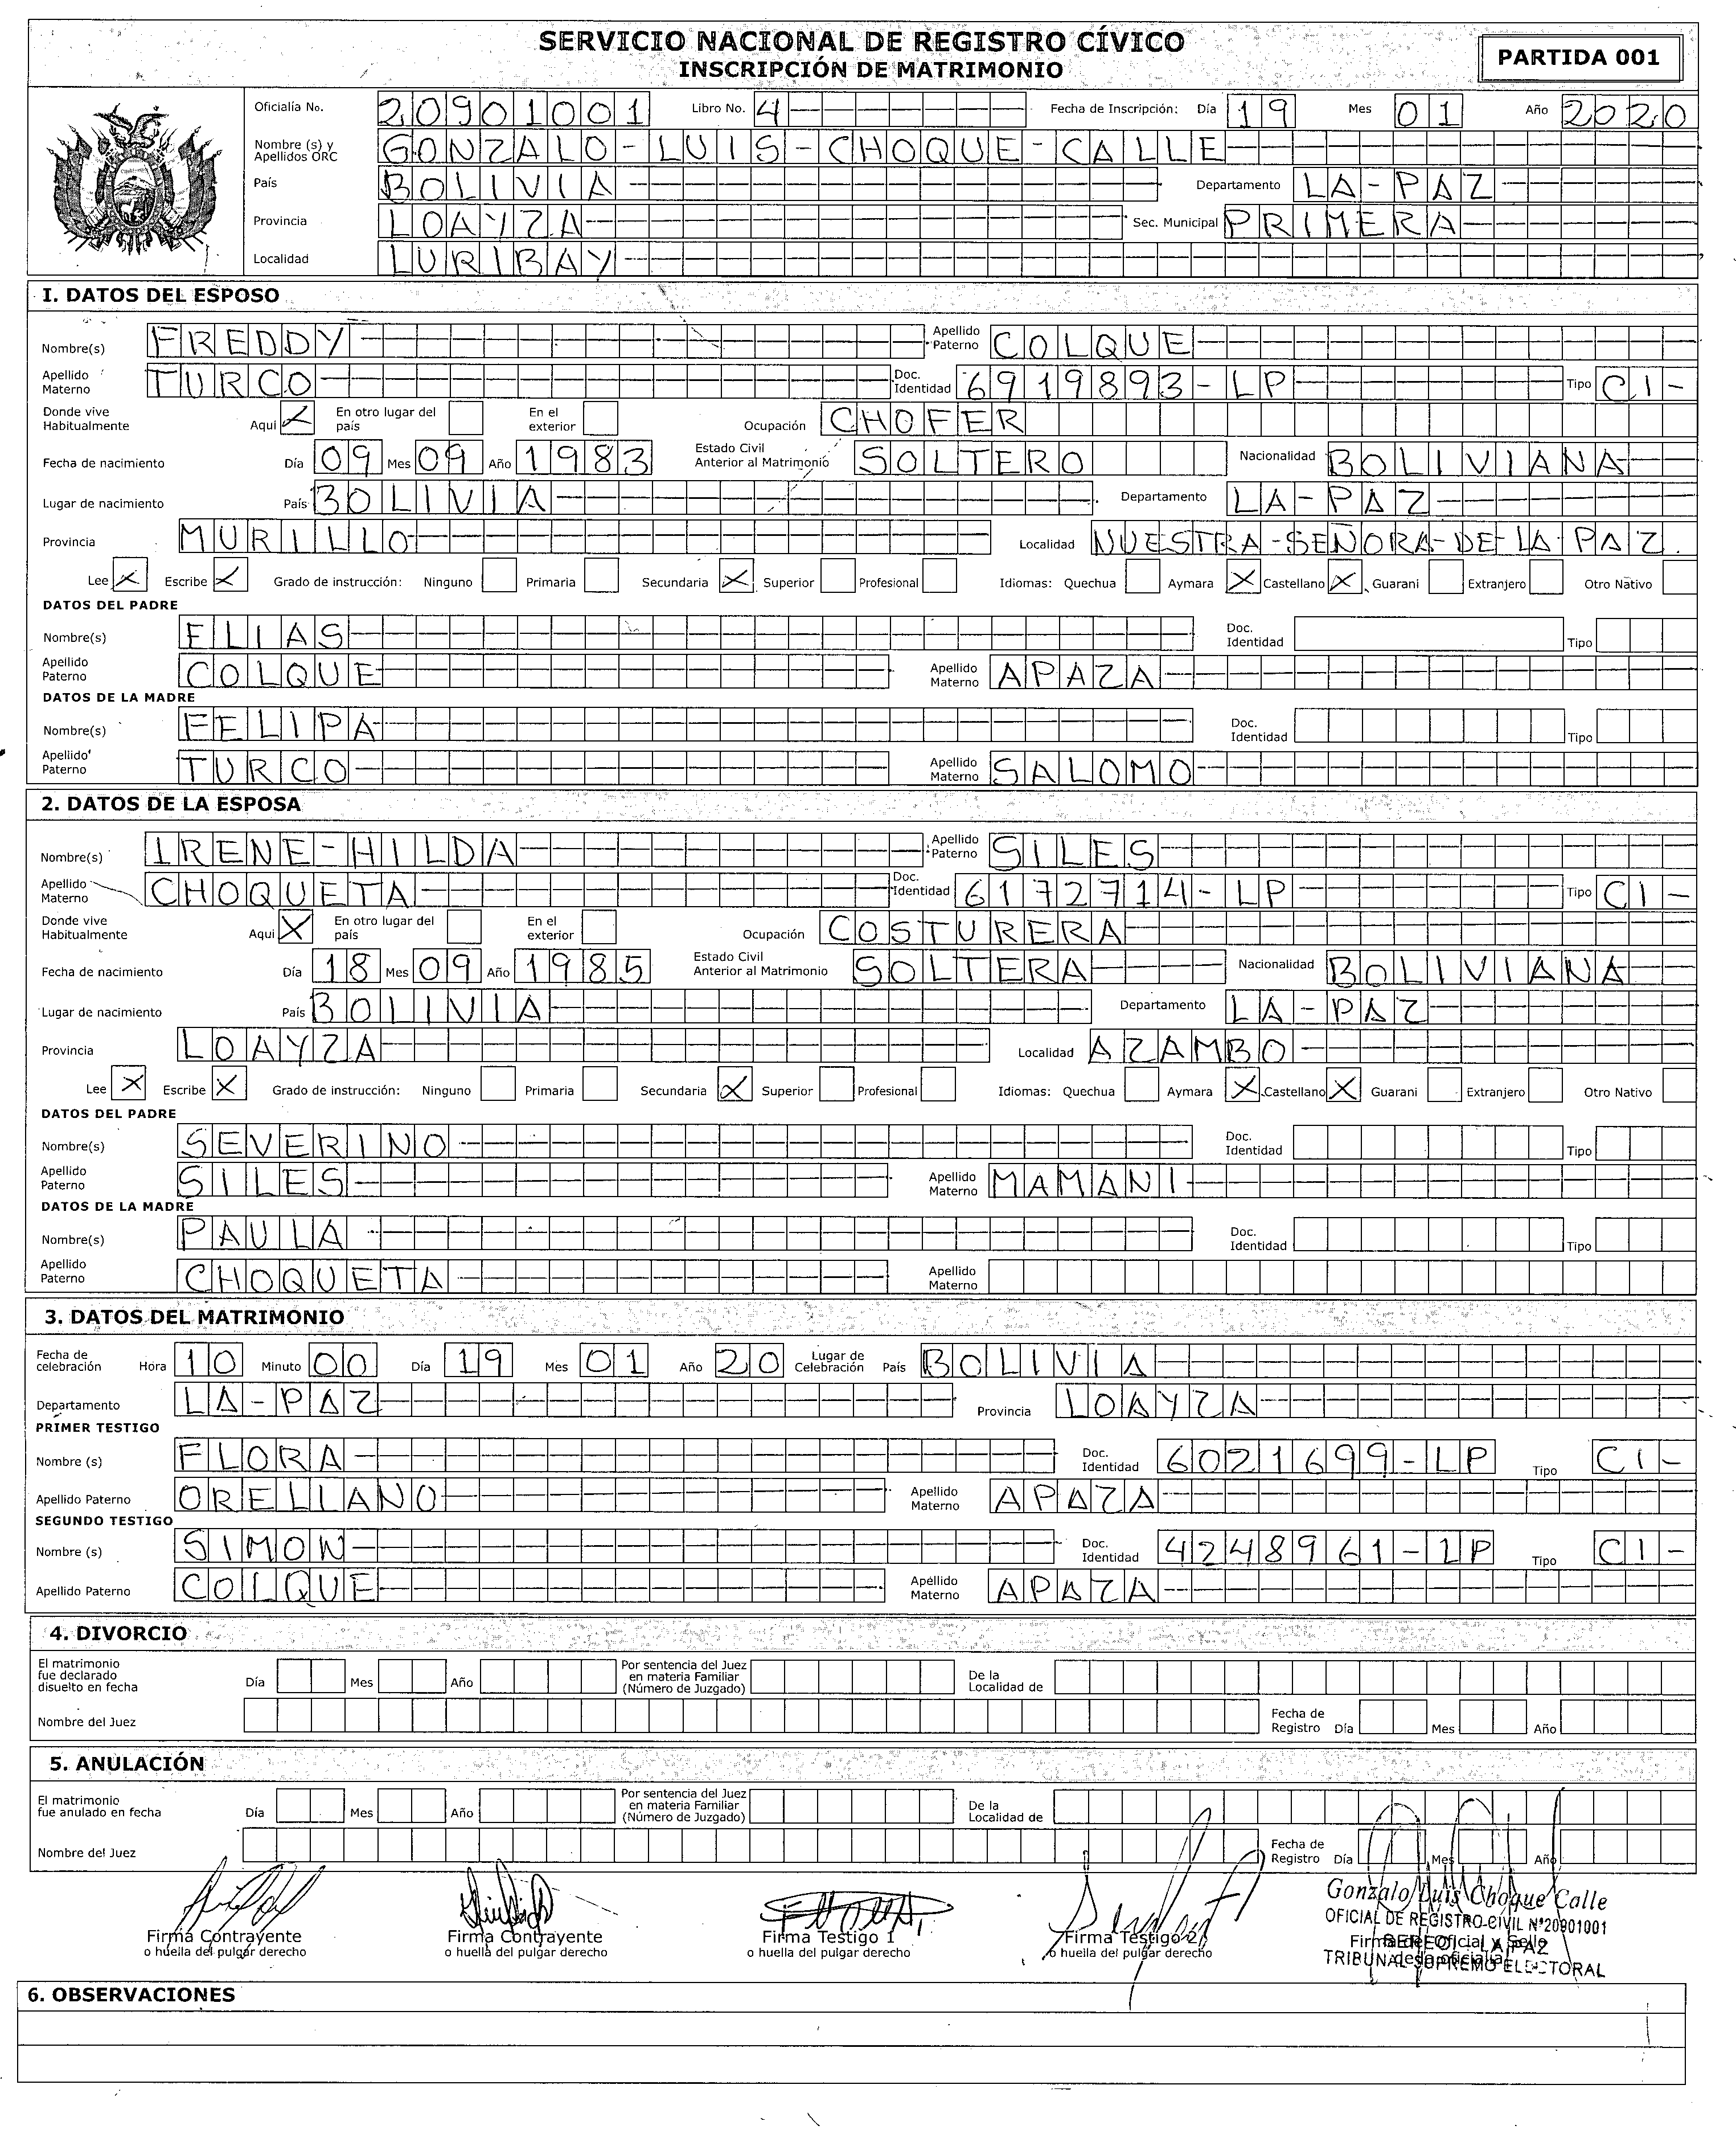 SERVICIO NACIONAL DE REGISTRO CÍVICO
INSCRIPCIÓN DE MATRIMONIO
PARTIDA 001
Oficialía No. 20901001 Libro No. 4 Fecha de Inscripción: Día 19 Mes 01 Año 2020
Nombre (s) y Apellidos ORC GONZALO-LUIS-CHOQUE-CALLE
País BOLIVIA Departamento LA-PAZ
Provincia LOAYZA Sec. Municipal PRIMERA
Localidad LURIBAY
I. DATOS DEL ESPOSO
Nombre(s) FREDDY Apellido Paterno COLQUE
Apellido Materno TURCO Doc. Identidad 6919893-LP Tipo CI-
Donde vive Habitualmente Aqui X En otro lugar del país En el exterior Ocupación CHOFER
Fecha de nacimiento Día 09 Mes 09 Año 1983 Estado Civil Anterior al Matrimonio SOLTERO Nacionalidad BOLIVIANA
Lugar de nacimiento País BOLIVIA Departamento LA-PAZ
Provincia MURILLO Localidad NUESTRA-SEÑORA-DE-LA-PAZ
Lee X Escribe X Grado de instrucción: Ninguno Primaria Secundaria X Superior Profesional Idiomas: Quechua Aymara X Castellano X Guarani Extranjero Otro Nativo
DATOS DEL PADRE
Nombre(s) ELIAS Doc. Identidad Tipo
Apellido Paterno COLQUE Apellido Materno APAZA
DATOS DE LA MADRE
Nombre(s) FELIPA Doc. Identidad Tipo
Apellido Paterno TURCO Apellido Materno SALOMO
2. DATOS DE LA ESPOSA
Nombre(s) IRENE-HILDA Apellido Paterno SILES
Apellido Materno CHOQUETA Doc. Identidad 6172714-LP Tipo CI-
Donde vive Habitualmente Aqui X En otro lugar del país En el exterior Ocupación COSTURERA
Fecha de nacimiento Día 18 Mes 09 Año 1985 Estado Civil Anterior al Matrimonio SOLTERA Nacionalidad BOLIVIANA
Lugar de nacimiento País BOLIVIA Departamento LA-PAZ
Provincia LOAYZA Localidad AZAMBO
Lee X Escribe X Grado de instrucción: Ninguno Primaria Secundaria X Superior Profesional Idiomas: Quechua Aymara X Castellano X Guarani Extranjero Otro Nativo
DATOS DEL PADRE
Nombre(s) SEVERINO Doc. Identidad Tipo
Apellido Paterno SILES Apellido Materno MAMANI
DATOS DE LA MADRE
Nombre(s) PAULA Doc. Identidad Tipo
Apellido Paterno CHOQUETA Apellido Materno
3. DATOS DEL MATRIMONIO
Fecha de celebración Hora 10 Minuto 00 Día 19 Mes 01 Año 20 Lugar de Celebración País BOLIVIA
Departamento LA-PAZ Provincia LOAYZA
PRIMER TESTIGO
Nombre (s) FLORA Doc. Identidad 6021699-LP Tipo CI-
Apellido Paterno ORELLANO Apellido Materno APAZA
SEGUNDO TESTIGO
Nombre (s) SIMON Doc. Identidad 4248961-LP Tipo CI-
Apellido Paterno COLQUE Apellido Materno APAZA
4. DIVORCIO
El matrimonio fue declarado disuelto en fecha Día Mes Año Por sentencia del Juez en materia Familiar (Número de Juzgado) De la Localidad de
Nombre del Juez Fecha de Registro Día Mes Año
5. ANULACIÓN
El matrimonio fue anulado en fecha Día Mes Año Por sentencia del Juez en materia Familiar (Número de Juzgado) De la Localidad de
Nombre del Juez Fecha de Registro Día Mes Año
Firma Contrayente o huella del pulgar derecho
Firma Contrayente o huella del pulgar derecho
Firma Testigo 1 o huella del pulgar derecho
Firma Testigo 2 o huella del pulgar derecho
Gonzalo Luis Choque Calle
OFICIAL DE REGISTRO CIVIL N°20901001
Firma del Oficial y Sello
SERECI LA PAZ
TRIBUNAL SUPREMO ELECTORAL
6. OBSERVACIONES